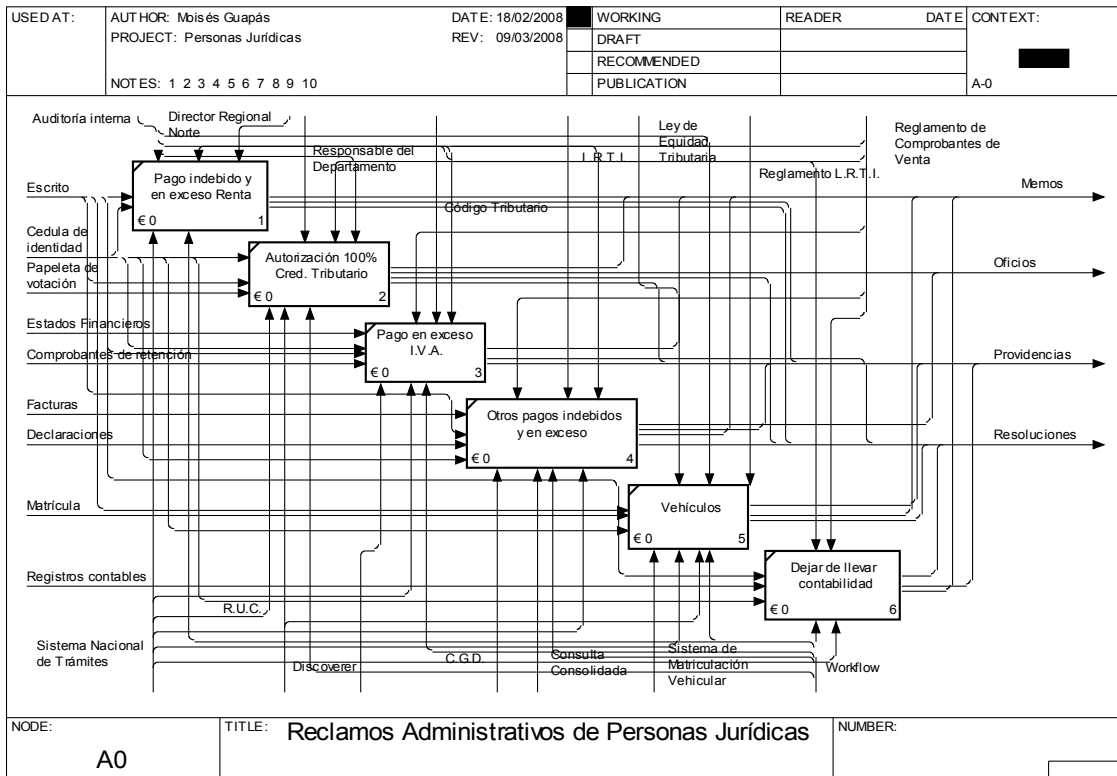 USED AT:
AUTHOR: Moisés Guapás
DATE: 18/02/2008
PROJECT: Personas Jurídicas
REV: 09/03/2008
NOTES: 1 2 3 4 5 6 7 8 9 10
WORKING
DRAFT
RECOMMENDED
PUBLICATION
READER
DATE
CONTEXT:
A-0
Auditoría interna
Director Regional
Norte
Responsable del
Departamento
I.R.T.I.
Ley de
Equidad
Tributaria
Reglamento L.R.T.I.
Reglamento de
Comprobantes de
Venta
Código Tributario
Escrito
Cedula de
identidad
Papeleta de
votación
Estados Financieros
Comprobantes de retención
Facturas
Declaraciones
Matrícula
Registros contables
Pago indebido y
en exceso Renta
€ 0
1
Autorización 100%
Cred. Tributario
€ 0
2
Pago en exceso
I.V.A.
€ 0
3
Otros pagos indebidos
y en exceso
€ 0
4
Vehículos
€ 0
5
Dejar de llevar
contabilidad
€ 0
6
Memos
Oficios
Providencias
Resoluciones
R.U.C.
Sistema Nacional
de Trámites
Discoverer
C.G.D.
Consulta
Consolidada
Sistema de
Matriculación
Vehicular
Workflow
NODE:
A0
TITLE:
Reclamos Administrativos de Personas Jurídicas
NUMBER: